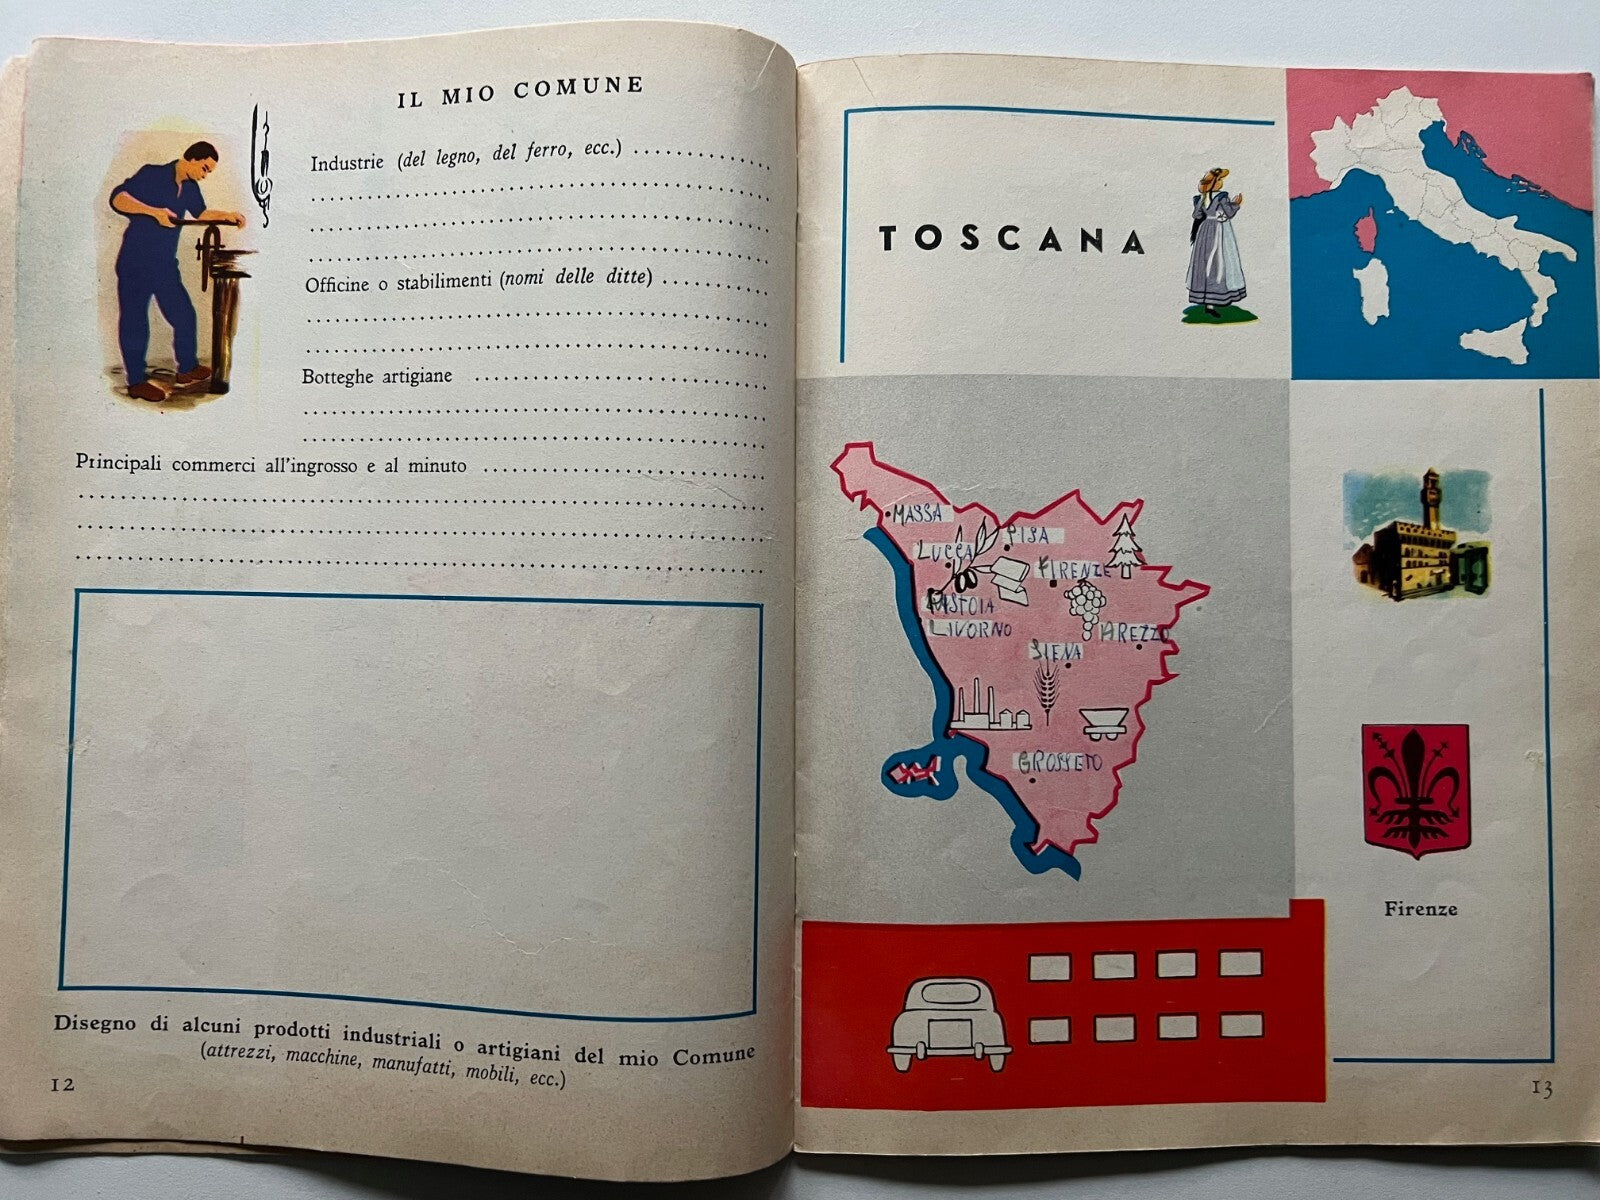 IL MIO COMUNE
Industrie (del legno, del ferro, ecc.)
Officine o stabilimenti (nomi delle ditte)
Botteghe artigiane
Principali commerci all'ingrosso e al minuto
Disegno di alcuni prodotti industriali o artigiani del mio Comune
(attrezzi, macchine, manufatti, mobili, ecc.)
12
TOSCANA
MASSA
PISA
LUCCA
FIRENZE
PISTOIA
LIVORNO
AREZZO
SIENA
GROSSETO
Firenze
13